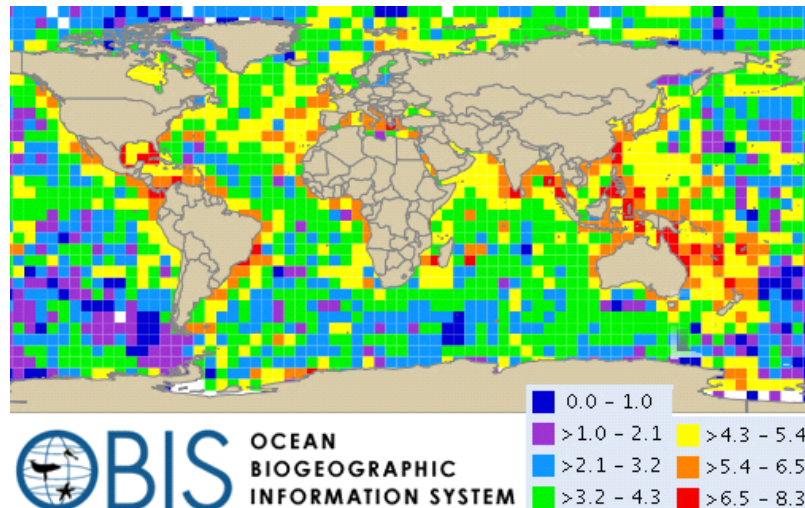 0.0 – 1.0
>1.0 – 2.1
>4.3 – 5.4
>2.1 – 3.2
>5.4 – 6.5
>3.2 – 4.3
>6.5 – 8.3
OBIS
OCEAN
BIOGEOGRAPHIC
INFORMATION SYSTEM